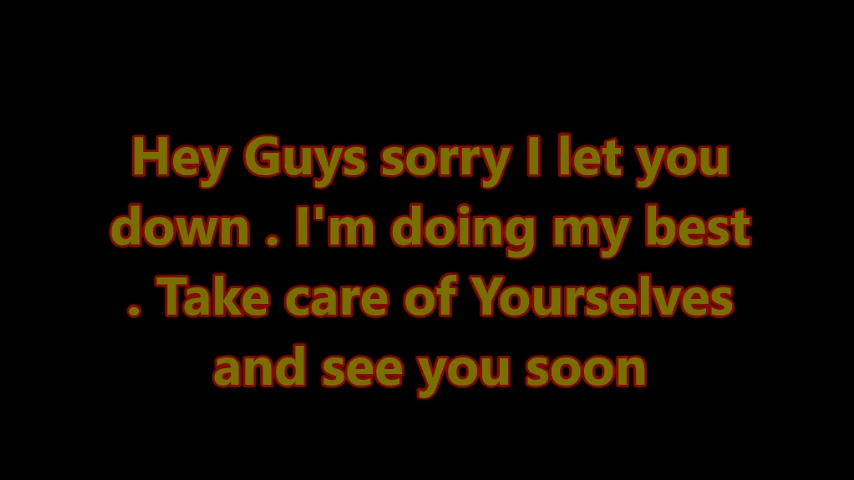 Hey Guys sorry I let you
down . I'm doing my best
. Take care of Yourselves
and see you soon